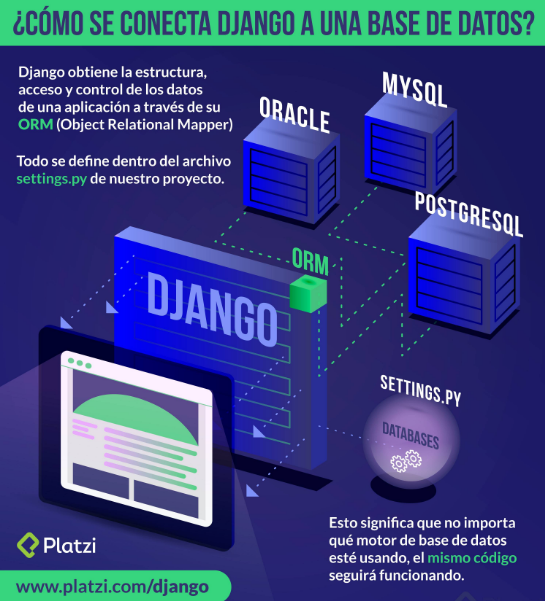 ¿CÓMO SE CONECTA DJANGO A UNA BASE DE DATOS?
Django obtiene la estructura,
acceso y control de los datos
de una aplicación a través de su
ORM (Object Relational Mapper)
Todo se define dentro del archivo
settings.py de nuestro proyecto.
ORACLE
MYSQL
POSTGRESQL
ORM
DJANGO
SETTINGS.PY
DATABASES
Esto significa que no importa
qué motor de base de datos
esté usando, el mismo código
seguirá funcionando.
Platzi
www.platzi.com/django